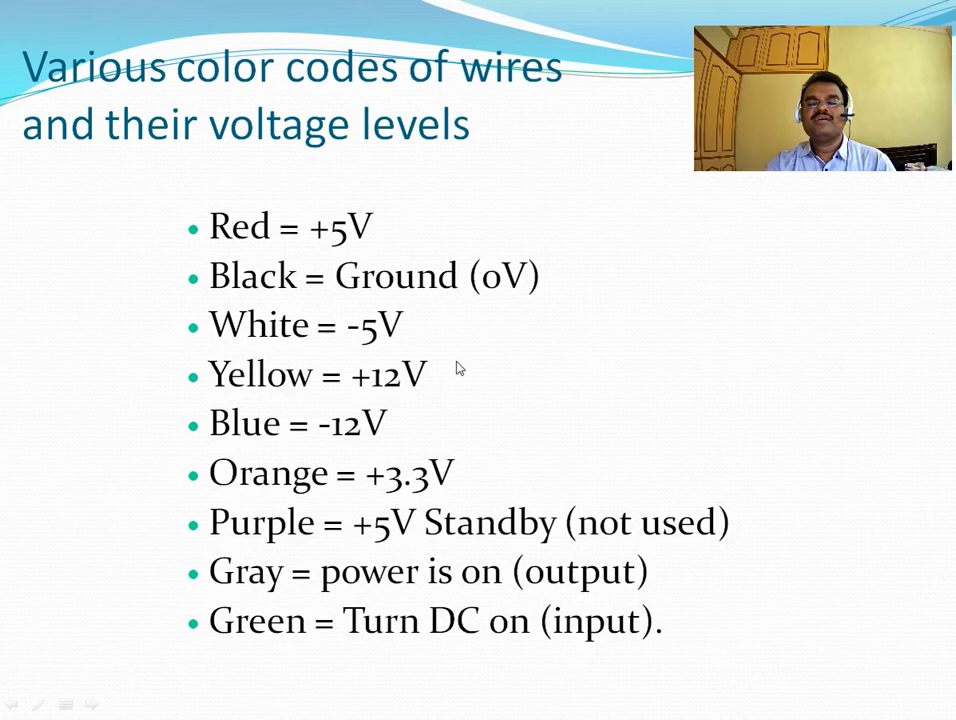 Various color codes of wires
and their voltage levels
• Red = +5V
• Black = Ground (0V)
• White = -5V
• Yellow = +12V
• Blue = -12V
• Orange = +3.3V
• Purple = +5V Standby (not used)
• Gray = power is on (output)
• Green = Turn DC on (input).